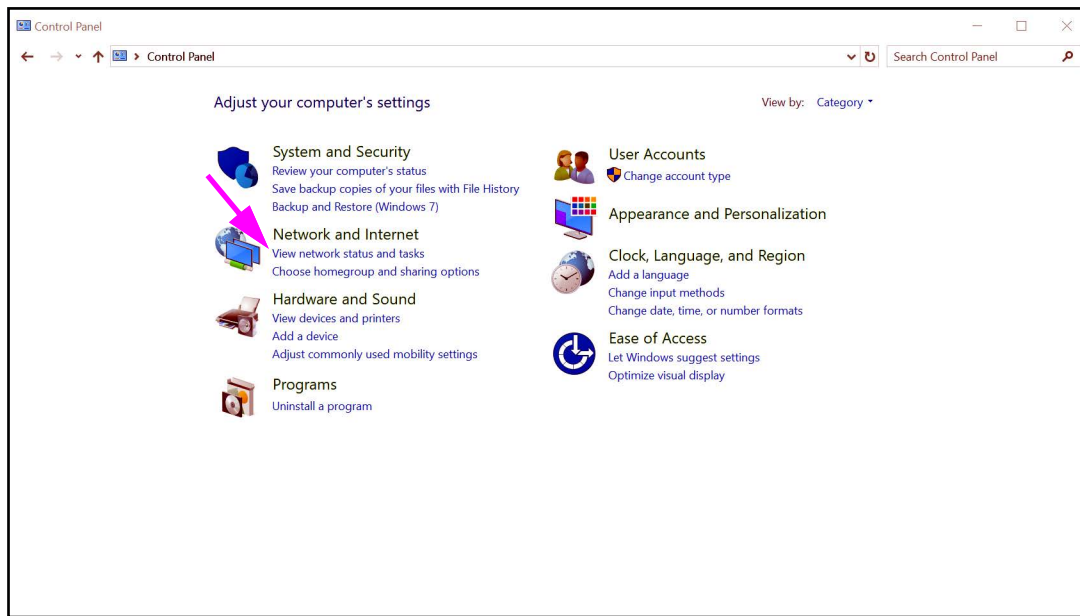 Control Panel
Control Panel
Search Control Panel
Adjust your computer's settings
View by: Category
System and Security
Review your computer's status
Save backup copies of your files with File History
Backup and Restore (Windows 7)
Network and Internet
View network status and tasks
Choose homegroup and sharing options
Hardware and Sound
View devices and printers
Add a device
Adjust commonly used mobility settings
Programs
Uninstall a program
User Accounts
Change account type
Appearance and Personalization
Clock, Language, and Region
Add a language
Change input methods
Change date, time, or number formats
Ease of Access
Let Windows suggest settings
Optimize visual display